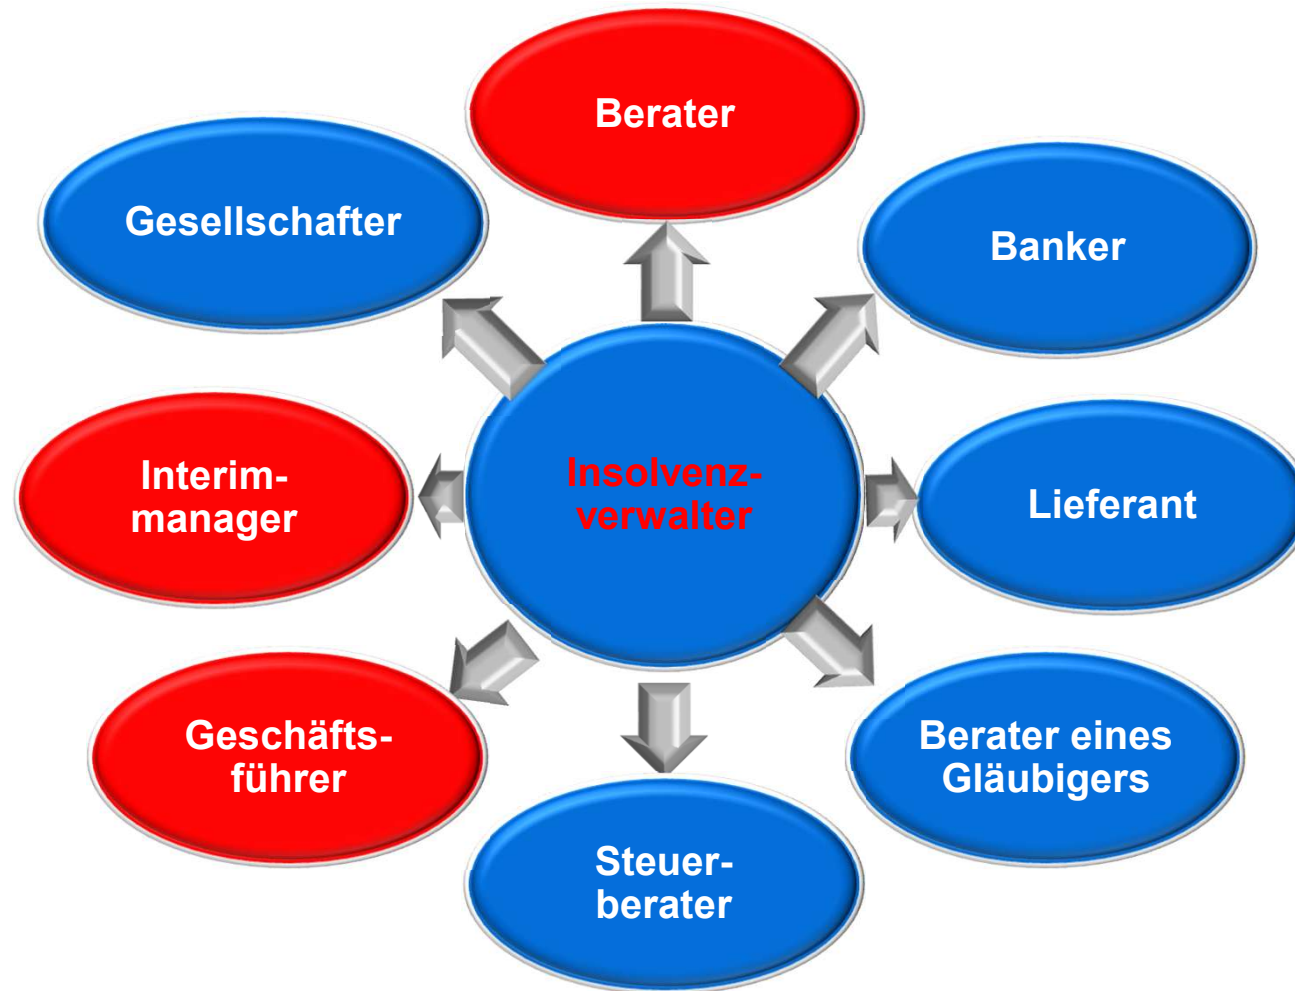 Berater
Gesellschafter
Banker
Interim-
manager
Insolvenz-
verwalter
Lieferant
Geschäfts-
führer
Berater eines
Gläubigers
Steuer-
berater